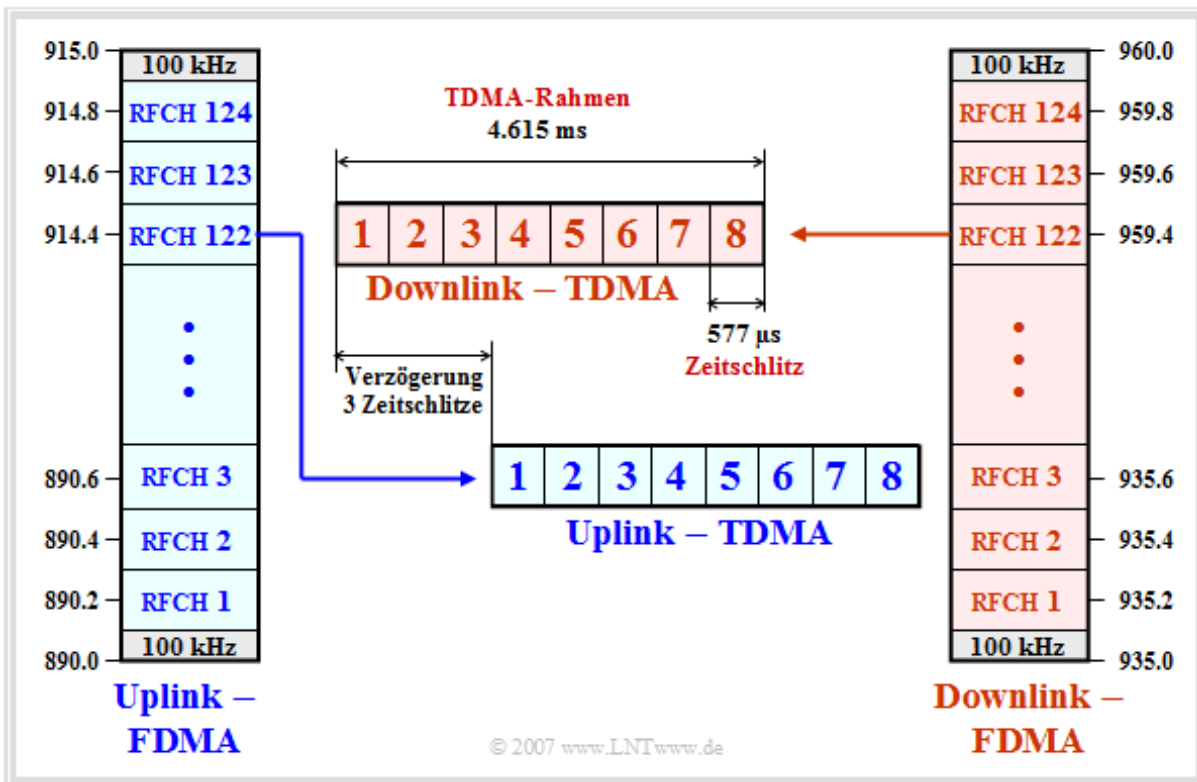 915.0
100 kHz
RFCH 124
914.8
RFCH 123
914.6
RFCH 122
914.4
RFCH 3
890.6
RFCH 2
890.4
RFCH 1
890.2
100 kHz
890.0
Uplink –
FDMA
TDMA-Rahmen
4.615 ms
1 2 3 4 5 6 7 8
Downlink – TDMA
577 µs
Zeitschlitz
Verzögerung
3 Zeitschlitze
1 2 3 4 5 6 7 8
Uplink – TDMA
© 2007 www.LNTwww.de
960.0
100 kHz
RFCH 124
959.8
RFCH 123
959.6
RFCH 122
959.4
RFCH 3
935.6
RFCH 2
935.4
RFCH 1
935.2
100 kHz
935.0
Downlink –
FDMA